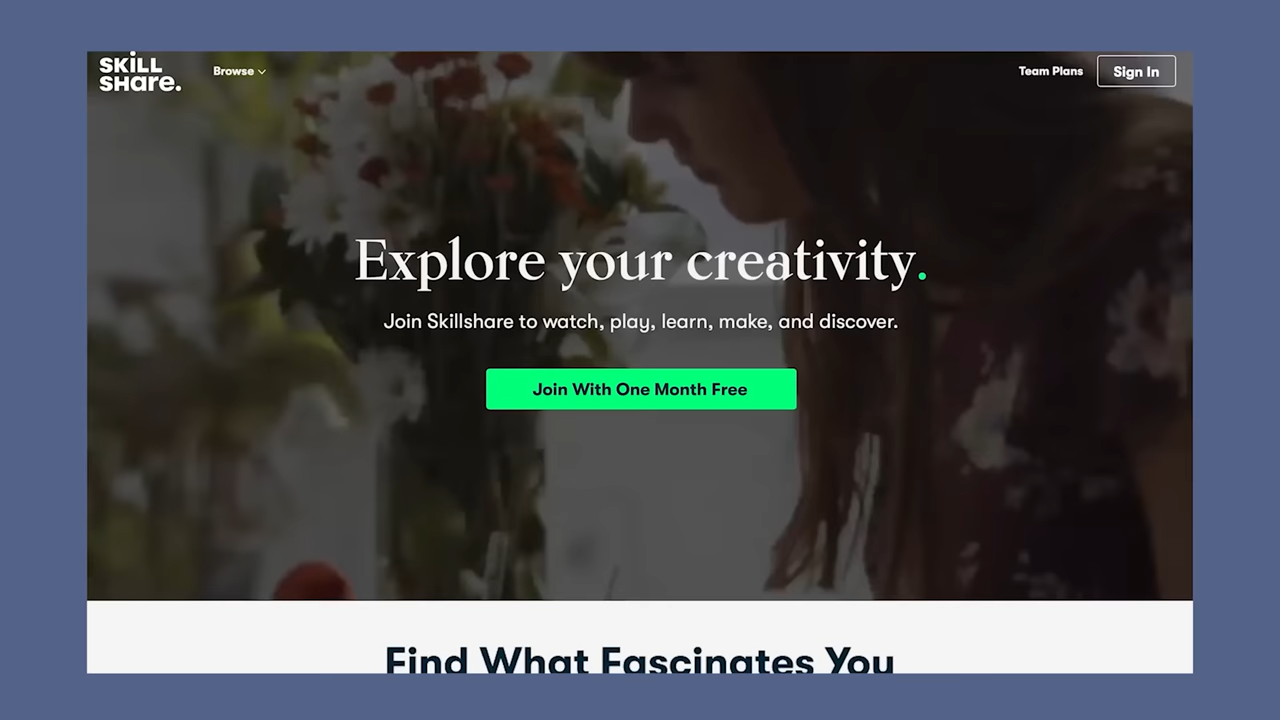 SKILL
SHare.
Browse
Team Plans
Sign In
Explore your creativity.
Join Skillshare to watch, play, learn, make, and discover.
Join With One Month Free
Find What Fascinates You